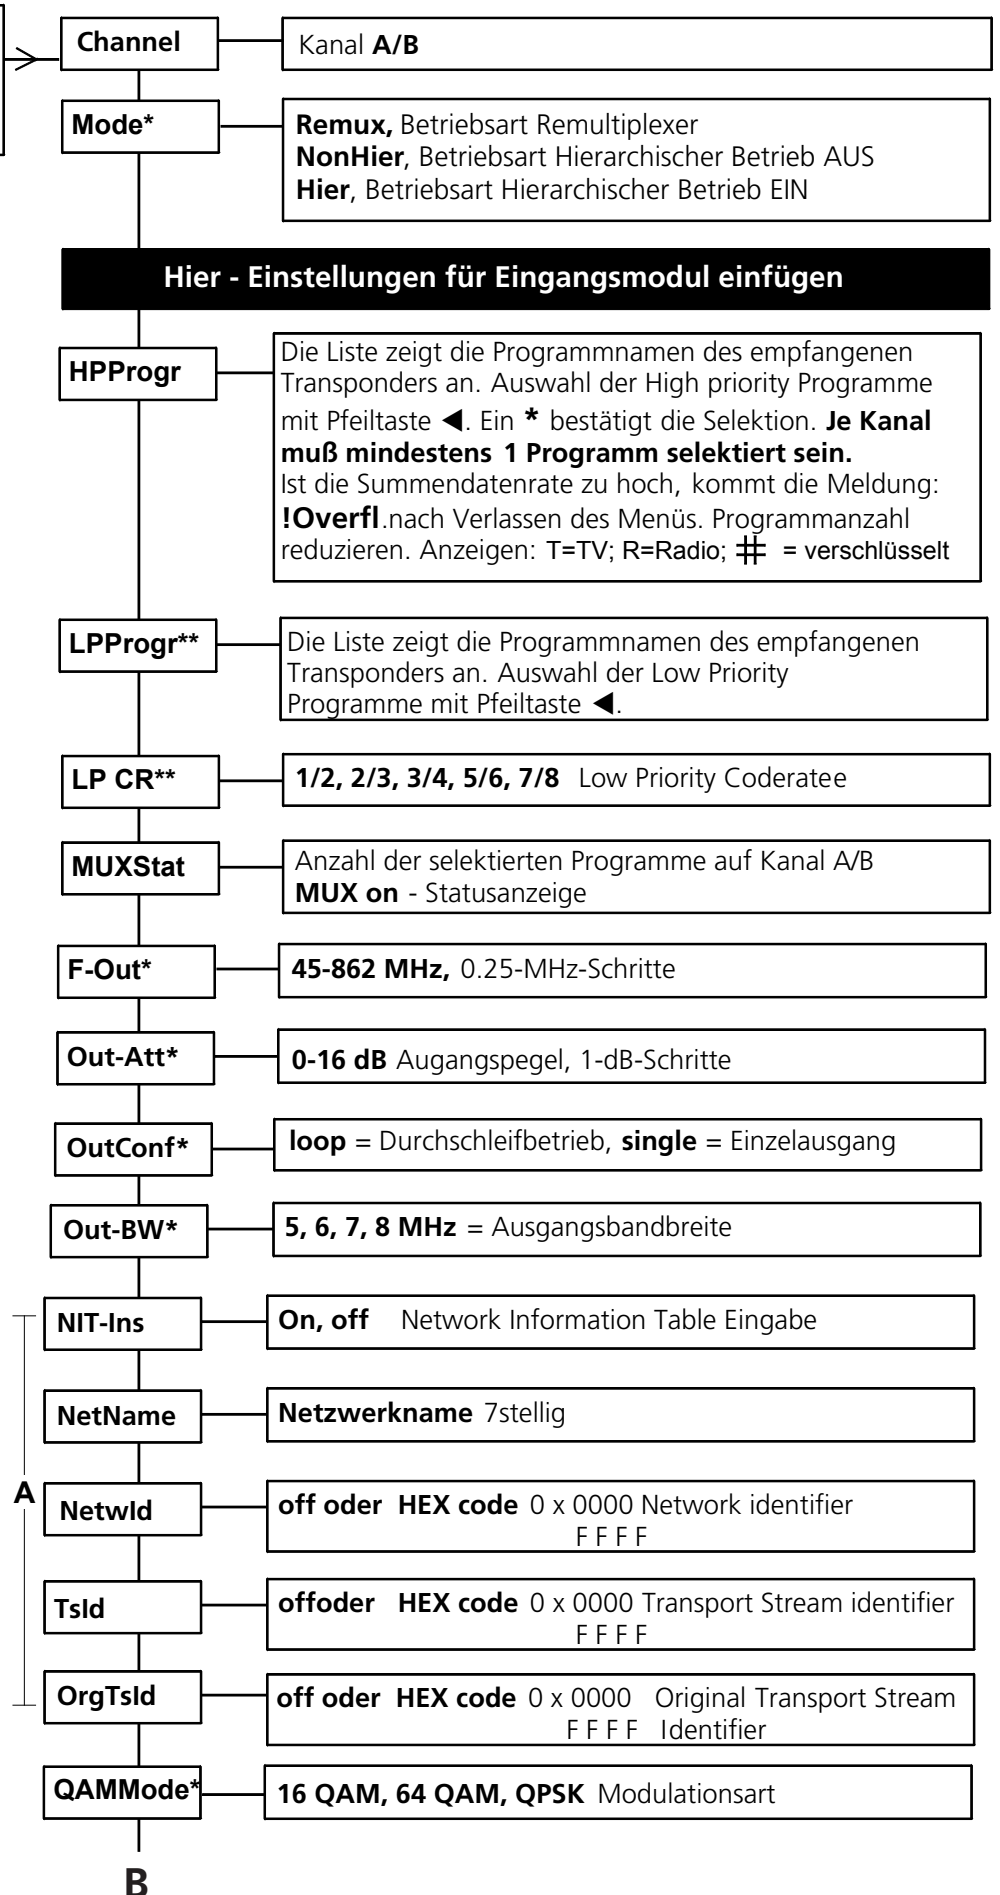 Channel
Kanal A/B
Mode*
Remux, Betriebsart Remultiplexer
NonHier, Betriebsart Hierarchischer Betrieb AUS
Hier, Betriebsart Hierarchischer Betrieb EIN
Hier - Einstellungen für Eingangsmodul einfügen
HPProgr
Die Liste zeigt die Programmnamen des empfangenen
Transponders an. Auswahl der High priority Programme
mit Pfeiltaste ◀. Ein * bestätigt die Selektion. Je Kanal
muß mindestens 1 Programm selektiert sein.
Ist die Summendatenrate zu hoch, kommt die Meldung:
!Overfl.nach Verlassen des Menüs. Programmanzahl
reduzieren. Anzeigen: T=TV; R=Radio; # = verschlüsselt
LPProgr**
Die Liste zeigt die Programmnamen des empfangenen
Transponders an. Auswahl der Low Priority
Programme mit Pfeiltaste ◀.
LP CR**
1/2, 2/3, 3/4, 5/6, 7/8 Low Priority Coderatee
MUXStat
Anzahl der selektierten Programme auf Kanal A/B
MUX on - Statusanzeige
F-Out*
45-862 MHz, 0.25-MHz-Schritte
Out-Att*
0-16 dB Augangspegel, 1-dB-Schritte
OutConf*
loop = Durchschleifbetrieb, single = Einzelausgang
Out-BW*
5, 6, 7, 8 MHz = Ausgangsbandbreite
NIT-Ins
On, off Network Information Table Eingabe
NetName
Netzwerkname 7stellig
A
NetwId
off oder HEX code 0 x 0000 Network identifier
F F F F
TsId
offoder HEX code 0 x 0000 Transport Stream identifier
F F F F
OrgTsId
off oder HEX code 0 x 0000 Original Transport Stream
F F F F Identifier
QAMMode*
16 QAM, 64 QAM, QPSK Modulationsart
B